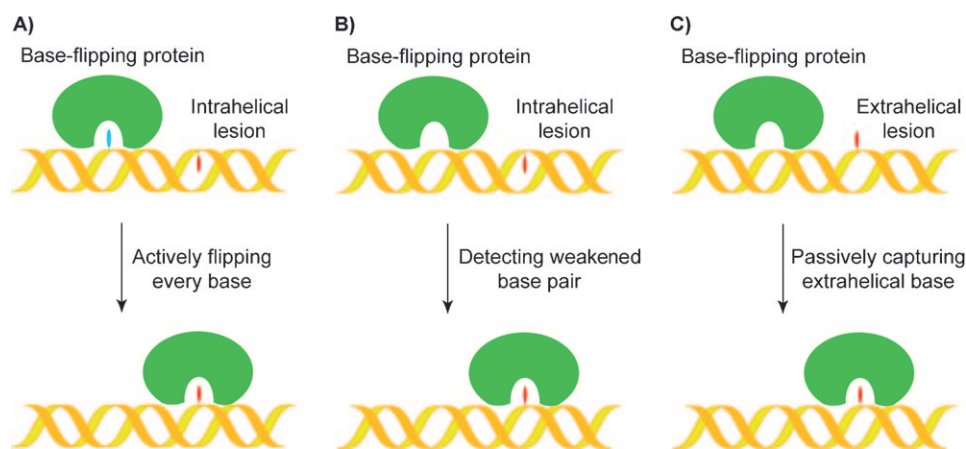 A)
Base-flipping protein
Intrahelical
lesion
Actively flipping
every base
B)
Base-flipping protein
Intrahelical
lesion
Detecting weakened
base pair
C)
Base-flipping protein
Extrahelical
lesion
Passively capturing
extrahelical base